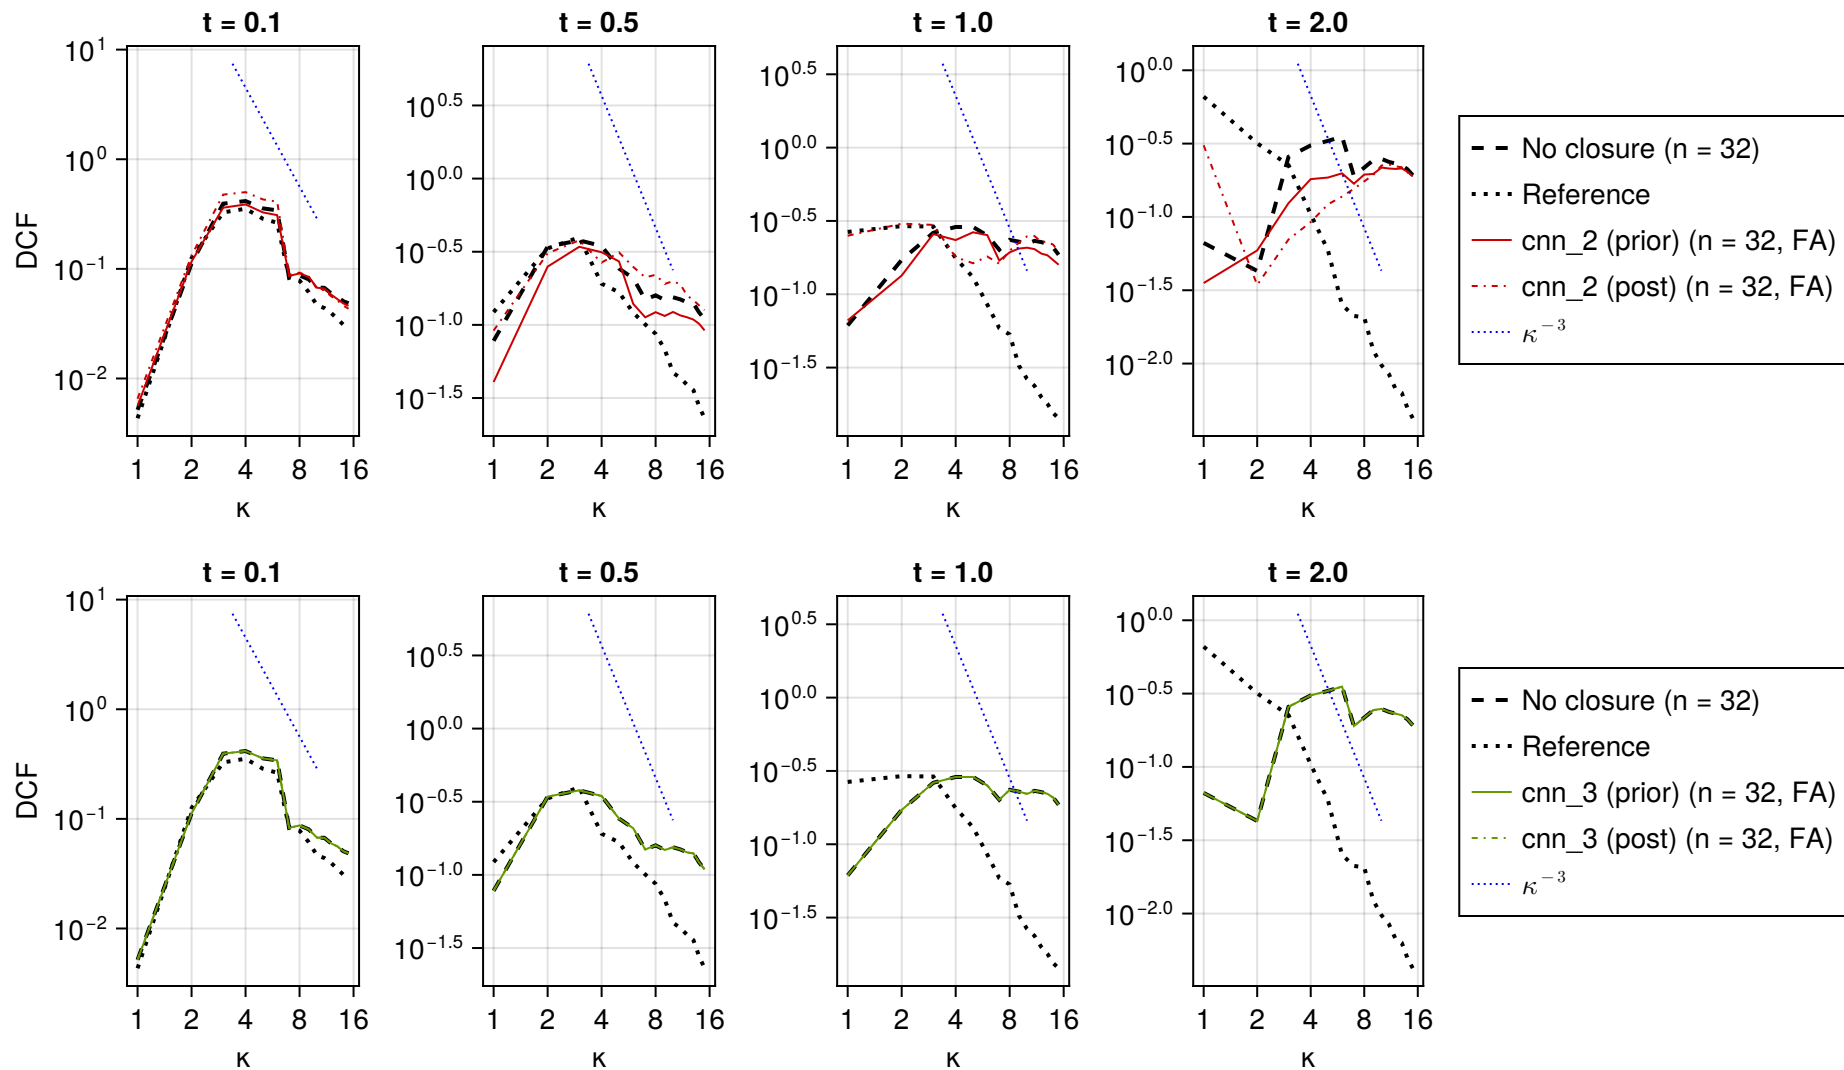 t = 0.1
t = 0.5
t = 1.0
t = 2.0
DCF
10^1
10^0
10^−1
10^−2
1 2 4 8 16
κ
10^0.5
10^0.0
10^−0.5
10^−1.0
10^−1.5
1 2 4 8 16
κ
10^0.5
10^0.0
10^−0.5
10^−1.0
10^−1.5
1 2 4 8 16
κ
10^0.0
10^−0.5
10^−1.0
10^−1.5
10^−2.0
1 2 4 8 16
κ
No closure (n = 32)
Reference
cnn_2 (prior) (n = 32, FA)
cnn_2 (post) (n = 32, FA)
κ^−3
t = 0.1
t = 0.5
t = 1.0
t = 2.0
DCF
10^1
10^0
10^−1
10^−2
1 2 4 8 16
κ
10^0.5
10^0.0
10^−0.5
10^−1.0
10^−1.5
1 2 4 8 16
κ
10^0.5
10^0.0
10^−0.5
10^−1.0
10^−1.5
1 2 4 8 16
κ
10^0.0
10^−0.5
10^−1.0
10^−1.5
10^−2.0
1 2 4 8 16
κ
No closure (n = 32)
Reference
cnn_3 (prior) (n = 32, FA)
cnn_3 (post) (n = 32, FA)
κ^−3